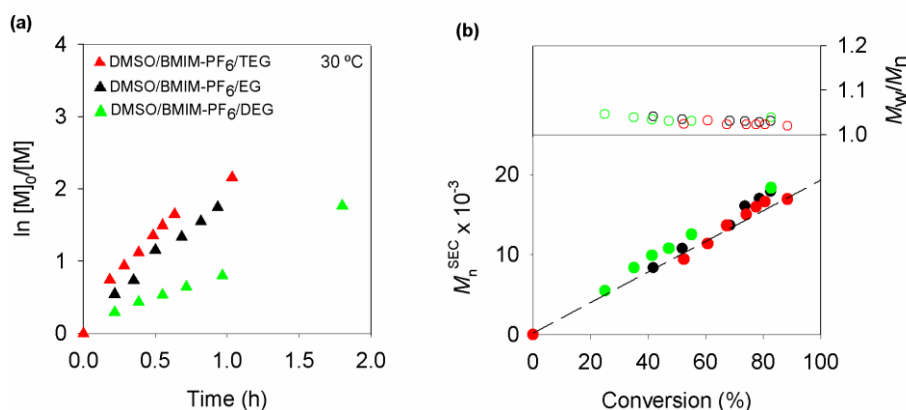 (a)
4
3
2
1
0
ln [M]₀/[M]
DMSO/BMIM-PF₆/TEG 30 ºC
DMSO/BMIM-PF₆/EG
DMSO/BMIM-PF₆/DEG
0.0 0.5 1.0 1.5 2.0
Time (h)
(b)
1.2
1.1
1.0
Mw/Mn
20
10
0
Mₙ^SEC x 10⁻³
0 20 40 60 80 100
Conversion (%)